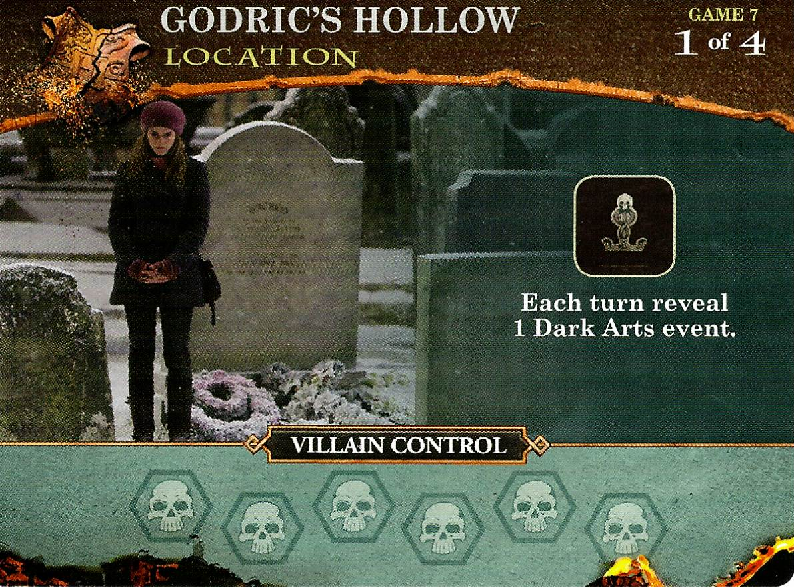 GODRIC'S HOLLOW
LOCATION
GAME 7
1 of 4
Each turn reveal
1 Dark Arts event.
VILLAIN CONTROL